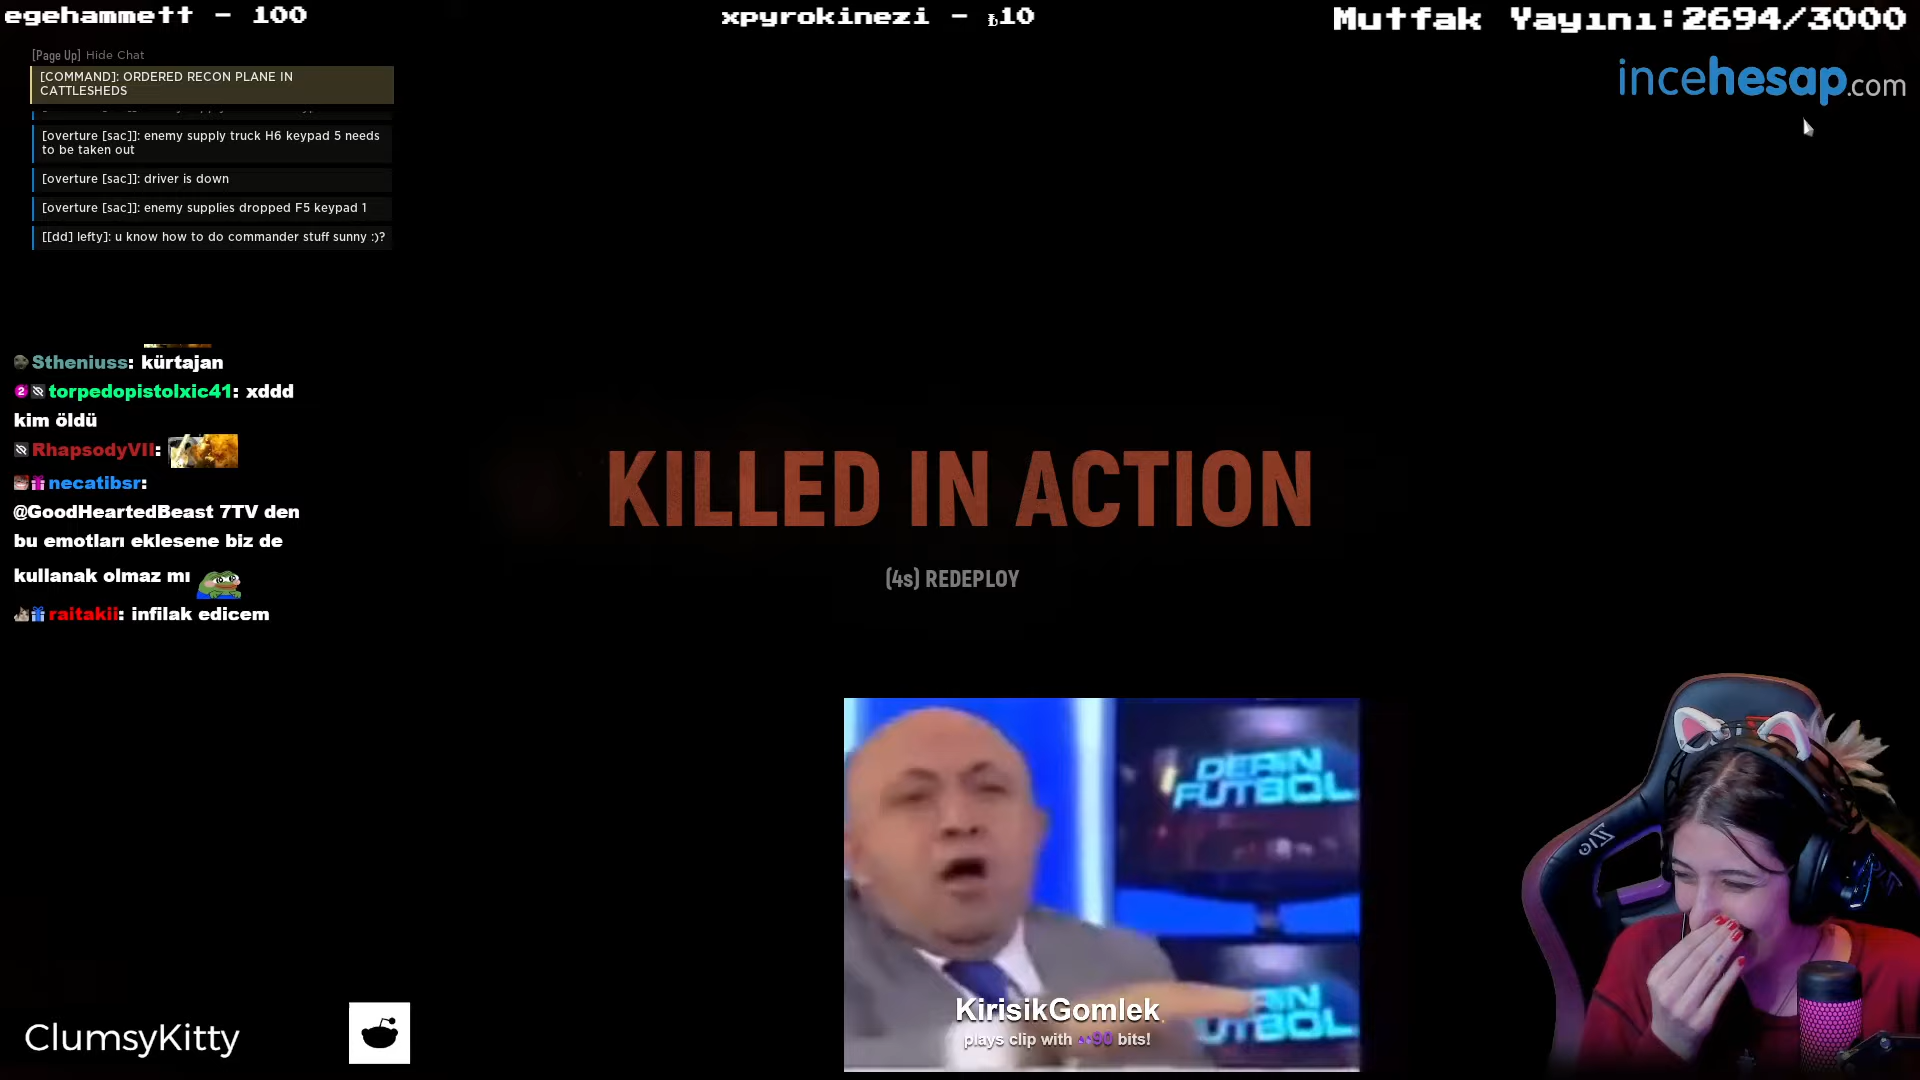 egehammett - 100
xpyrokinezi - ₺10
Mutfak Yayını:2694/3000
incehesap.com
[Page Up] Hide Chat
[COMMAND]: ORDERED RECON PLANE IN
CATTLESHEDS
[overture [sac]]: enemy supply truck H6 keypad 5 needs
to be taken out
[overture [sac]]: driver is down
[overture [sac]]: enemy supplies dropped F5 keypad 1
[[dd] lefty]: u know how to do commander stuff sunny :)?
Stheniuss: kürtajan
2 torpedopistolxic41: xddd
kim öldü
RhapsodyVII:
necatibsr:
@GoodHeartedBeast 7TV den
bu emotları eklesene biz de
kullanak olmaz mı
raitakii: infilak edicem
KILLED IN ACTION
(4s) REDEPLOY
DERİN
FUTBOL
KirisikGomlek
plays clip with 90 bits!
UTBOL
ClumsyKitty